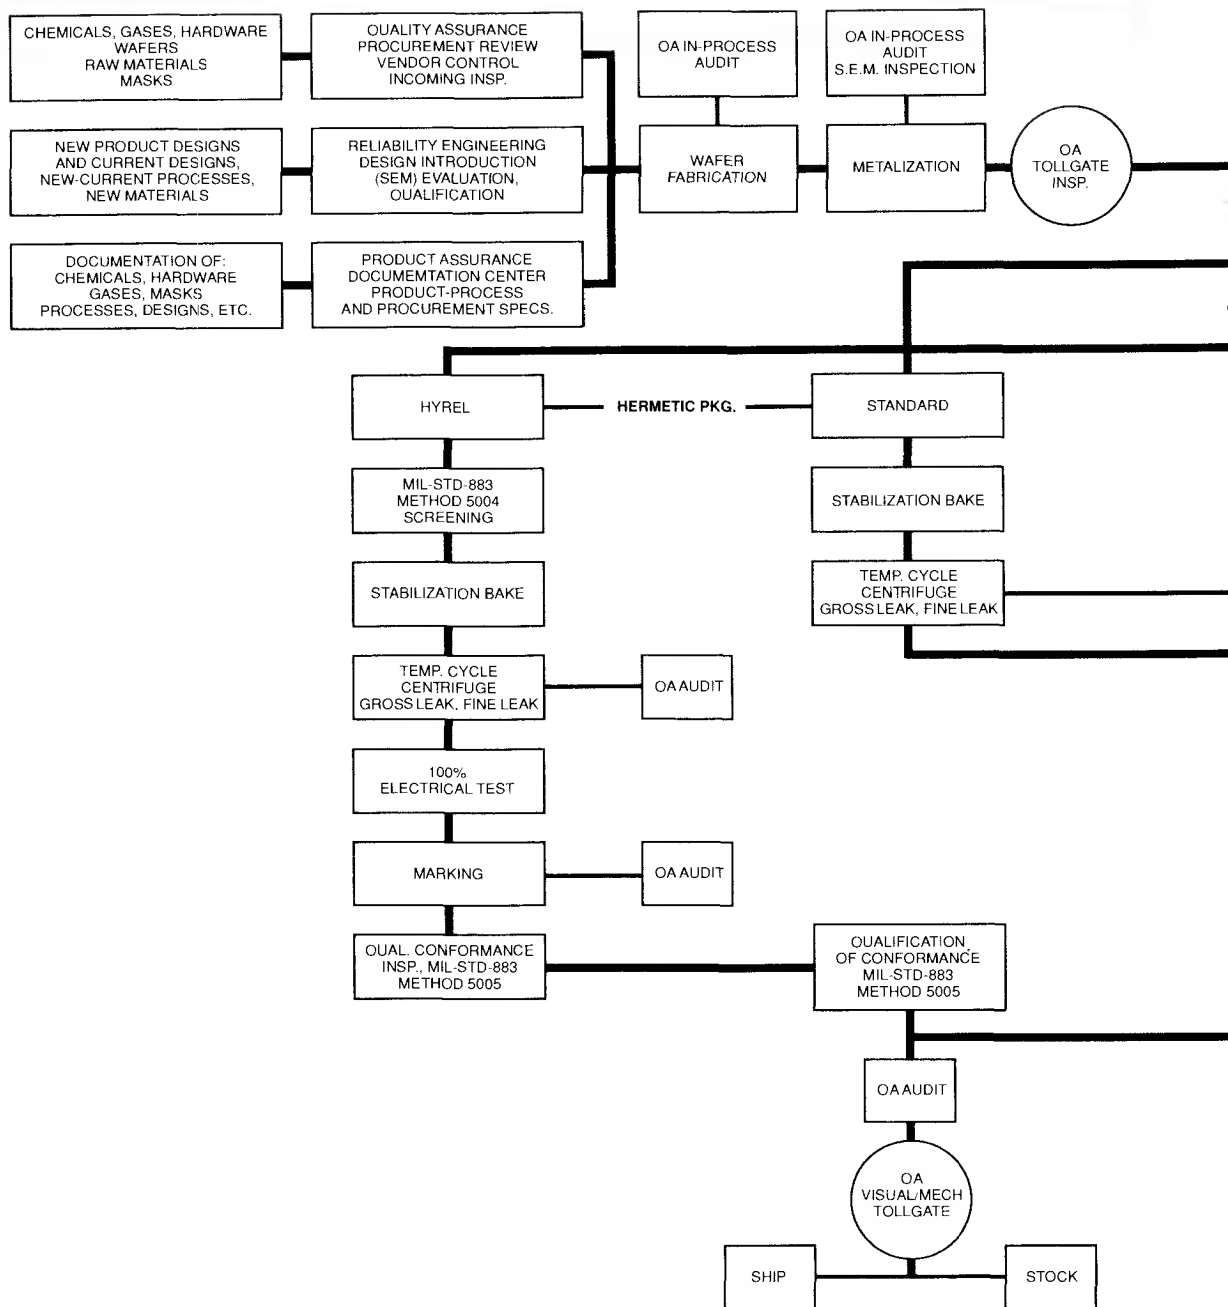 CHEMICALS, GASES, HARDWARE
WAFERS
RAW MATERIALS
MASKS
QUALITY ASSURANCE
PROCUREMENT REVIEW
VENDOR CONTROL
INCOMING INSP.
OA IN-PROCESS
AUDIT
OA IN-PROCESS
AUDIT
S.E.M. INSPECTION
NEW PRODUCT DESIGNS
AND CURRENT DESIGNS,
NEW-CURRENT PROCESSES,
NEW MATERIALS
RELIABILITY ENGINEERING
DESIGN INTRODUCTION
(SEM) EVALUATION,
OUALIFICATION
WAFER
FABRICATION
METALIZATION
OA
TOLLGATE
INSP.
DOCUMENTATION OF:
CHEMICALS, HARDWARE
GASES, MASKS
PROCESSES, DESIGNS, ETC.
PRODUCT ASSURANCE
DOCUMEMTATION CENTER
PRODUCT-PROCESS
AND PROCUREMENT SPECS.
HYREL
HERMETIC PKG.
STANDARD
MIL-STD-883
METHOD 5004
SCREENING
STABILIZATION BAKE
STABILIZATION BAKE
TEMP. CYCLE
CENTRIFUGE
GROSS LEAK, FINE LEAK
TEMP. CYCLE
CENTRIFUGE
GROSS LEAK, FINE LEAK
OA AUDIT
100%
ELECTRICAL TEST
MARKING
OA AUDIT
OUAL. CONFORMANCE
INSP., MIL-STD-883
METHOD 5005
OUALIFICATION
OF CONFORMANCE
MIL-STD-883
METHOD 5005
OA AUDIT
OA
VISUAL/MECH
TOLLGATE
SHIP
STOCK